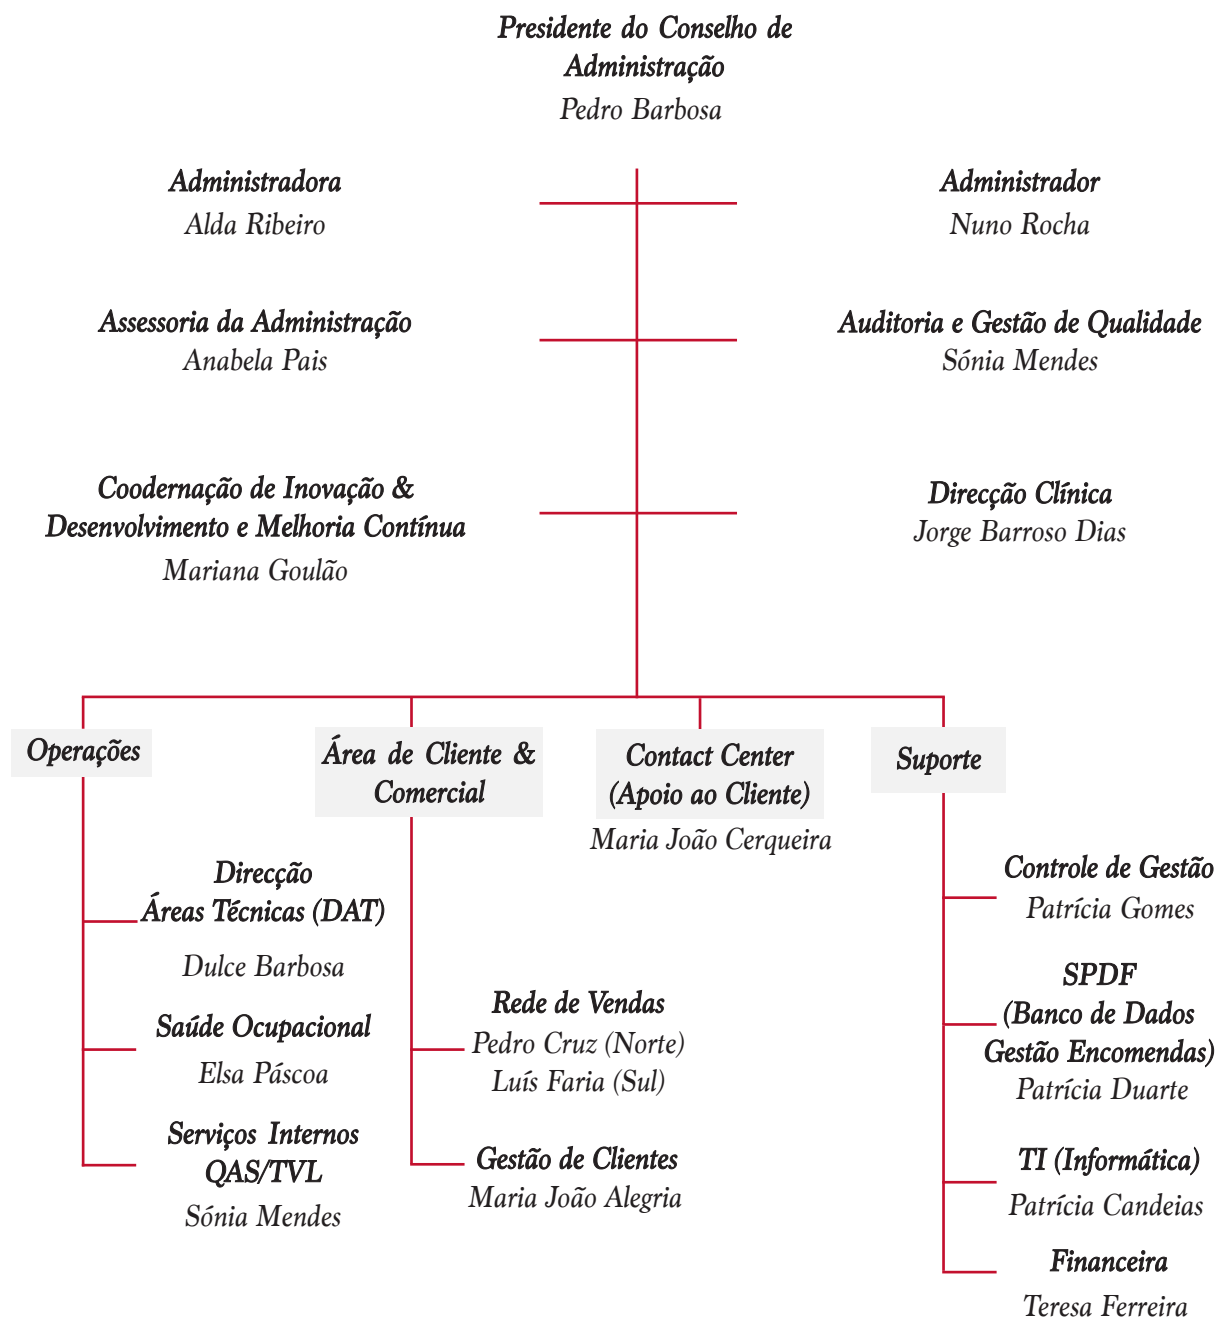 Presidente do Conselho de
Administração
Pedro Barbosa
Administradora
Alda Ribeiro
Administrador
Nuno Rocha
Assessoria da Administração
Anabela Pais
Auditoria e Gestão de Qualidade
Sónia Mendes
Coodernação de Inovação &
Desenvolvimento e Melhoria Contínua
Mariana Goulão
Direcção Clínica
Jorge Barroso Dias
Operações
Direcção
Áreas Técnicas (DAT)
Dulce Barbosa
Saúde Ocupacional
Elsa Páscoa
Serviços Internos
QAS/TVL
Sónia Mendes
Área de Cliente &
Comercial
Rede de Vendas
Pedro Cruz (Norte)
Luís Faria (Sul)
Gestão de Clientes
Maria João Alegria
Contact Center
(Apoio ao Cliente)
Maria João Cerqueira
Suporte
Controle de Gestão
Patrícia Gomes
SPDF
(Banco de Dados
Gestão Encomendas)
Patrícia Duarte
TI (Informática)
Patrícia Candeias
Financeira
Teresa Ferreira